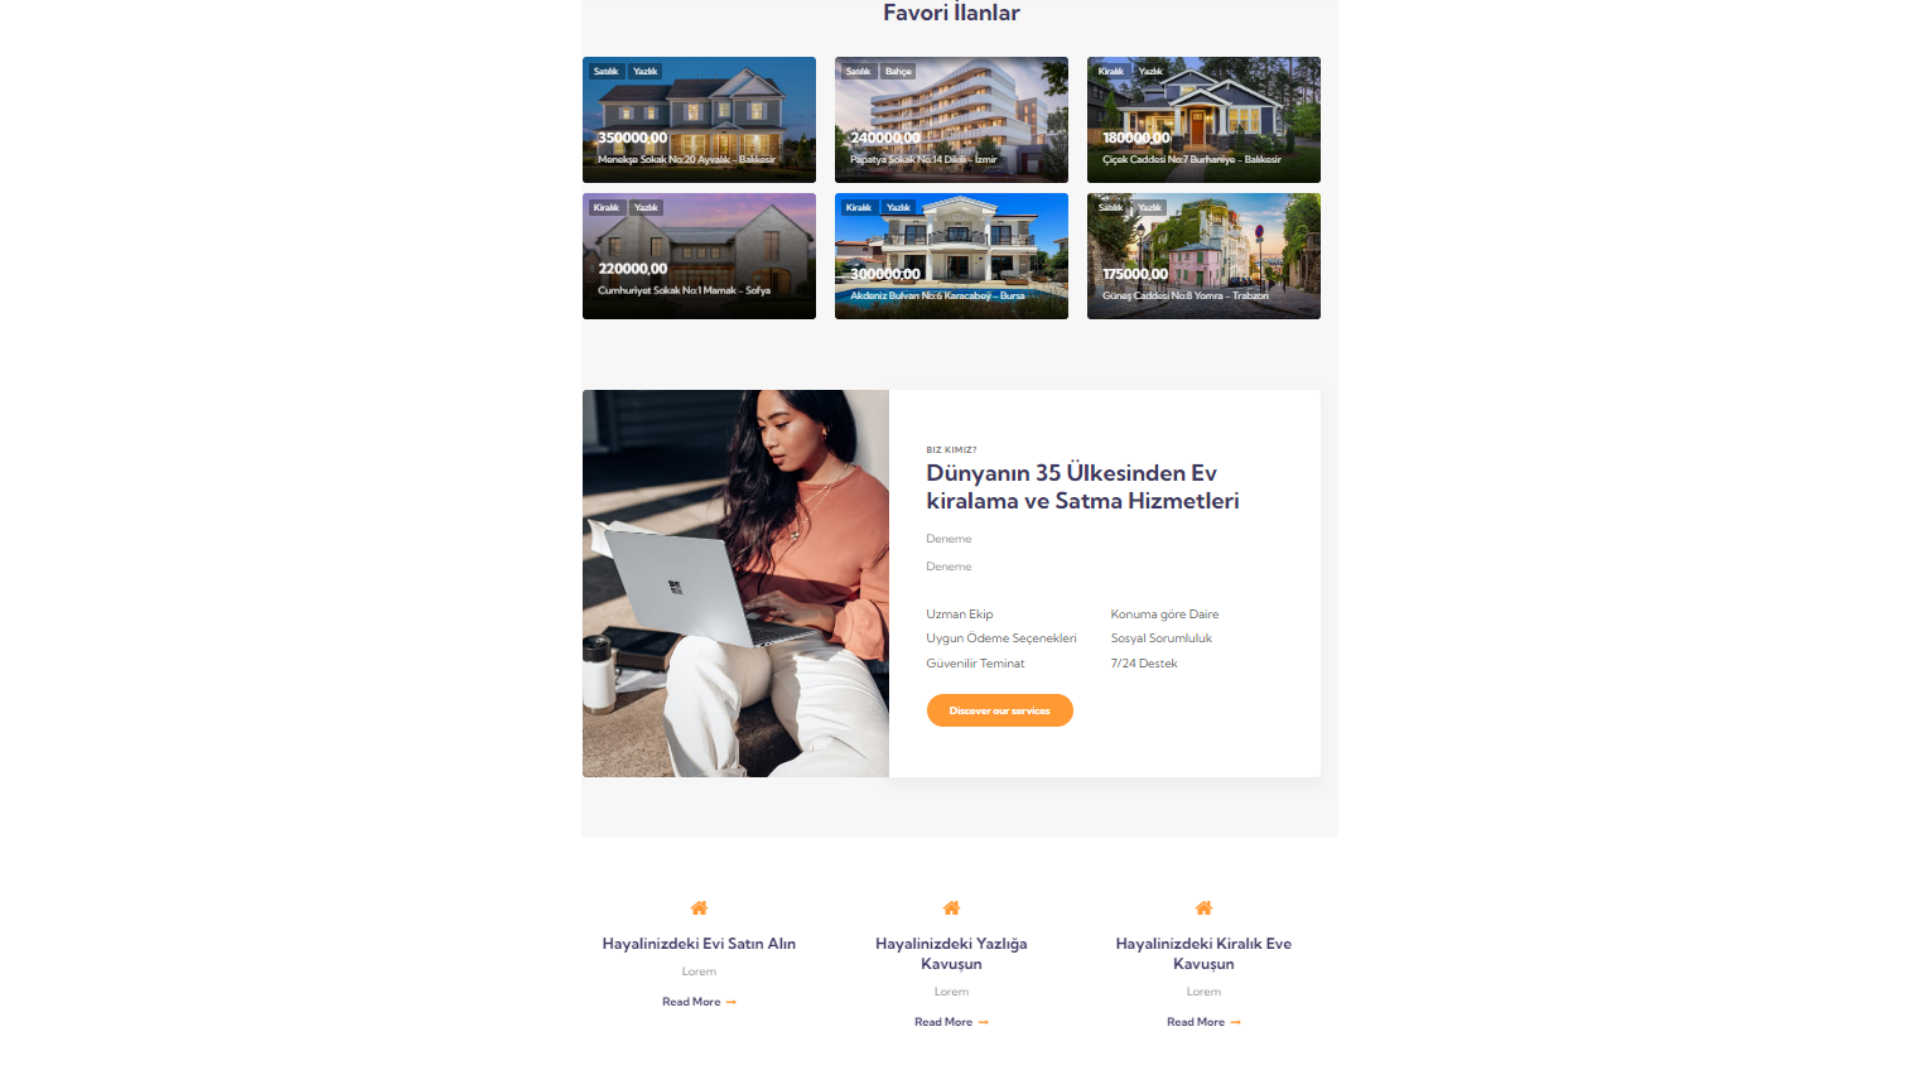 Favori İlanlar
Satılık Yazlık
350000,00
Menekşe Sokak No:20 Ayvalık - Balıkesir
Satılık Bahçe
240000,00
Papatya Sokak No:14 Dikili - İzmir
Kiralık Yazlık
180000,00
Çiçek Caddesi No:7 Burhaniye - Balıkesir
Kiralık Yazlık
220000,00
Cumhuriyet Sokak No:1 Mamak - Sofya
Kiralık Yazlık
300000,00
Akdeniz Bulvarı No:6 Karacabey - Bursa
Satılık Yazlık
175000,00
Güneş Caddesi No:8 Yomra - Trabzon
BIZ KIMIZ?
Dünyanın 35 Ülkesinden Ev
kiralama ve Satma Hizmetleri
Deneme
Deneme
Uzman Ekip
Uygun Ödeme Seçenekleri
Güvenilir Teminat
Konuma göre Daire
Sosyal Sorumluluk
7/24 Destek
Discover our services
Hayalinizdeki Evi Satın Alın
Lorem
Read More
Hayalinizdeki Yazlığa
Kavuşun
Lorem
Read More
Hayalinizdeki Kiralık Eve
Kavuşun
Lorem
Read More